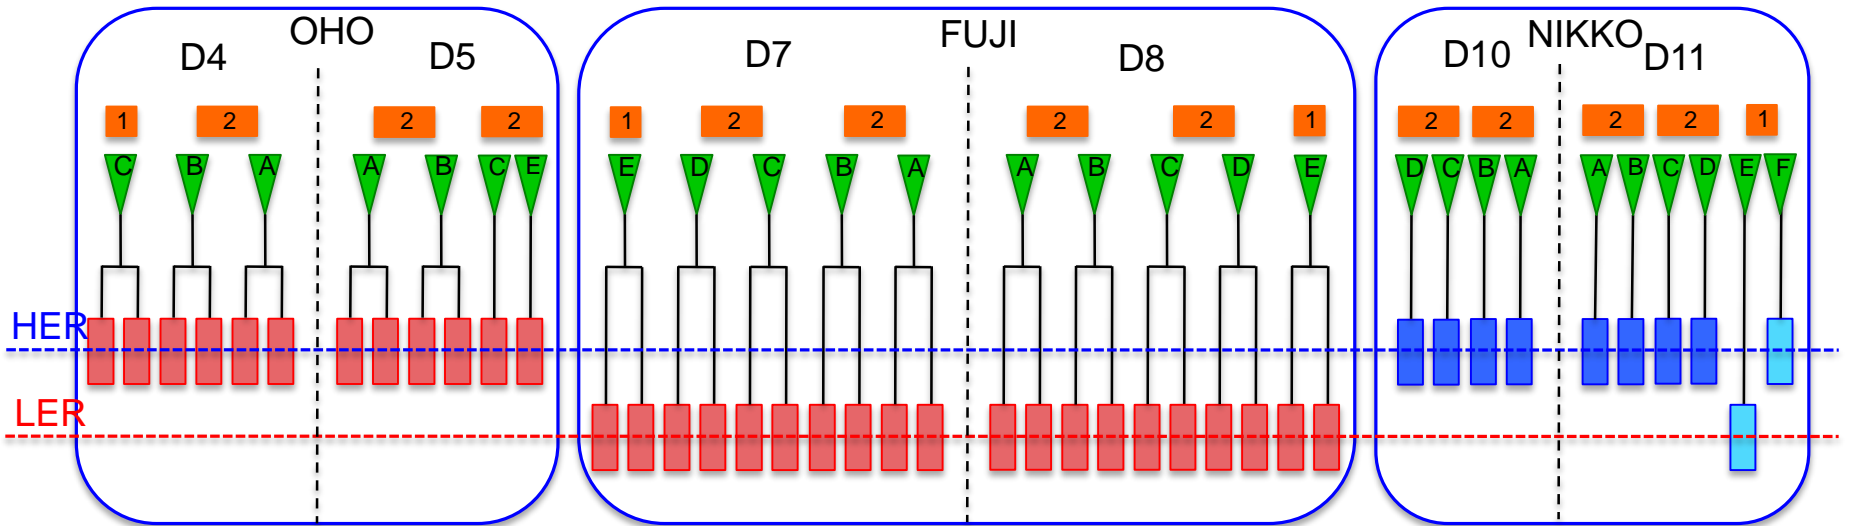 OHO FUJI NIKKO
D4 D5 D7 D8 D10 D11
1 2 2 2 1 2 2 2 2 1 2 2 2 2 1
C B A A B C E E D C B A A B C D E D C B A A B C D E F
HER
LER